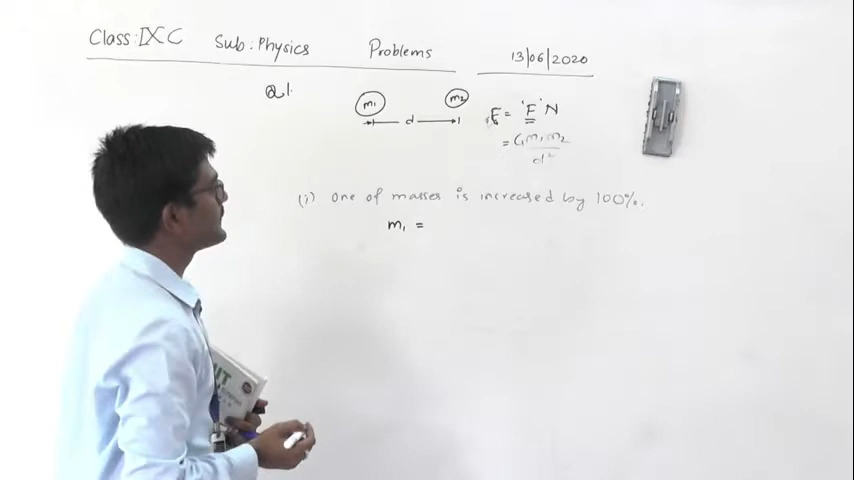 Class: IX C Sub: Physics Problems 13/06/2020
Q1.
m₁ m₂
d
F = 'F' N
= Gm₁m₂/d²
(i) One of masses is increased by 100%.
m₁ =